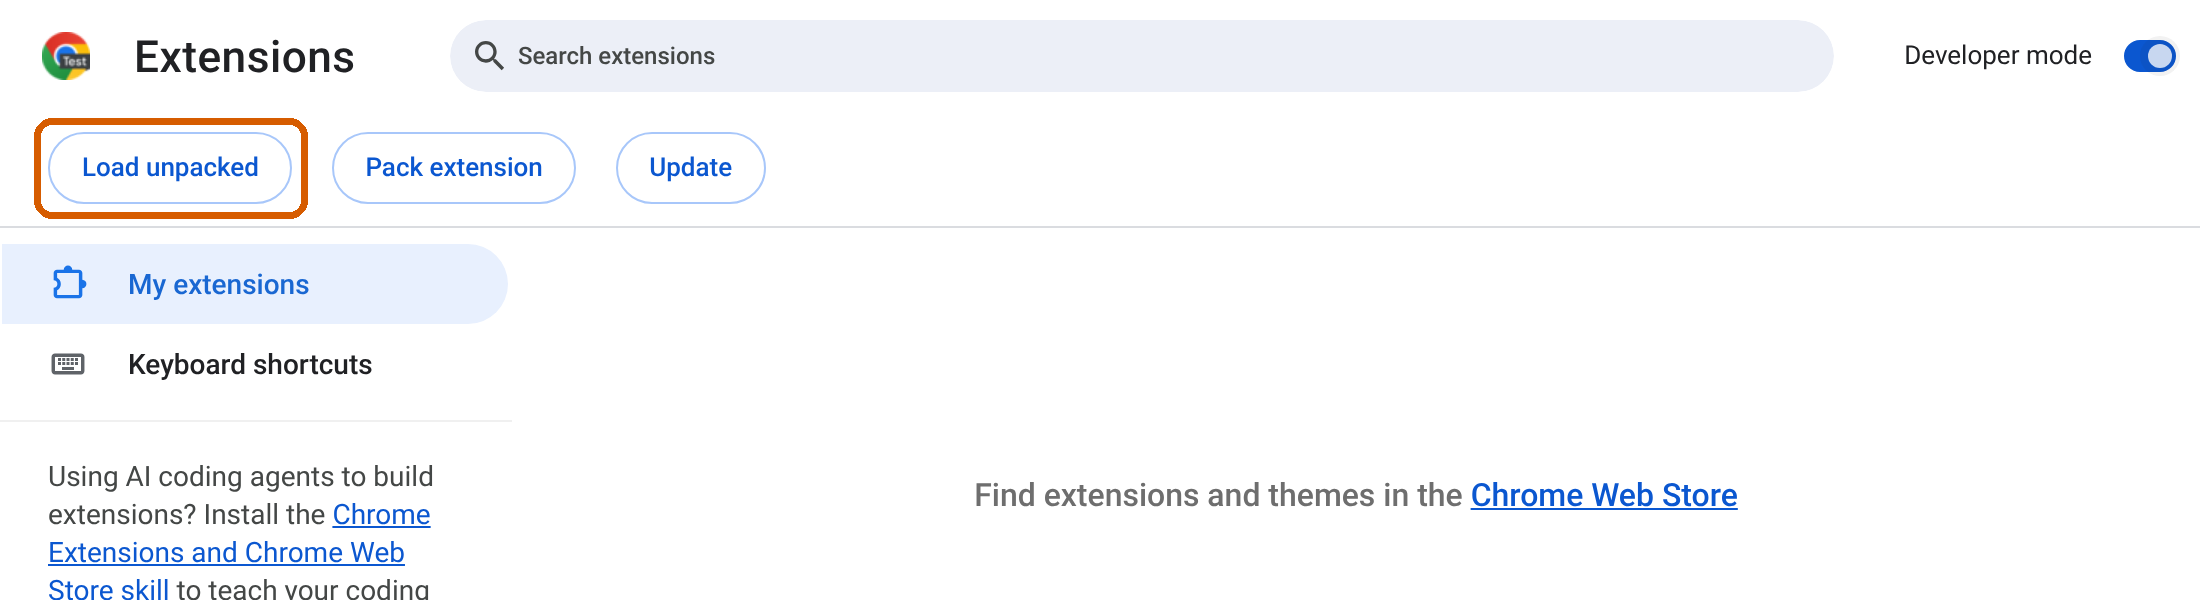 Test
Extensions
Search extensions
Developer mode
Load unpacked
Pack extension
Update
My extensions
Keyboard shortcuts
Using AI coding agents to build
extensions? Install the Chrome
Extensions and Chrome Web
Store skill to teach your coding
Find extensions and themes in the Chrome Web Store